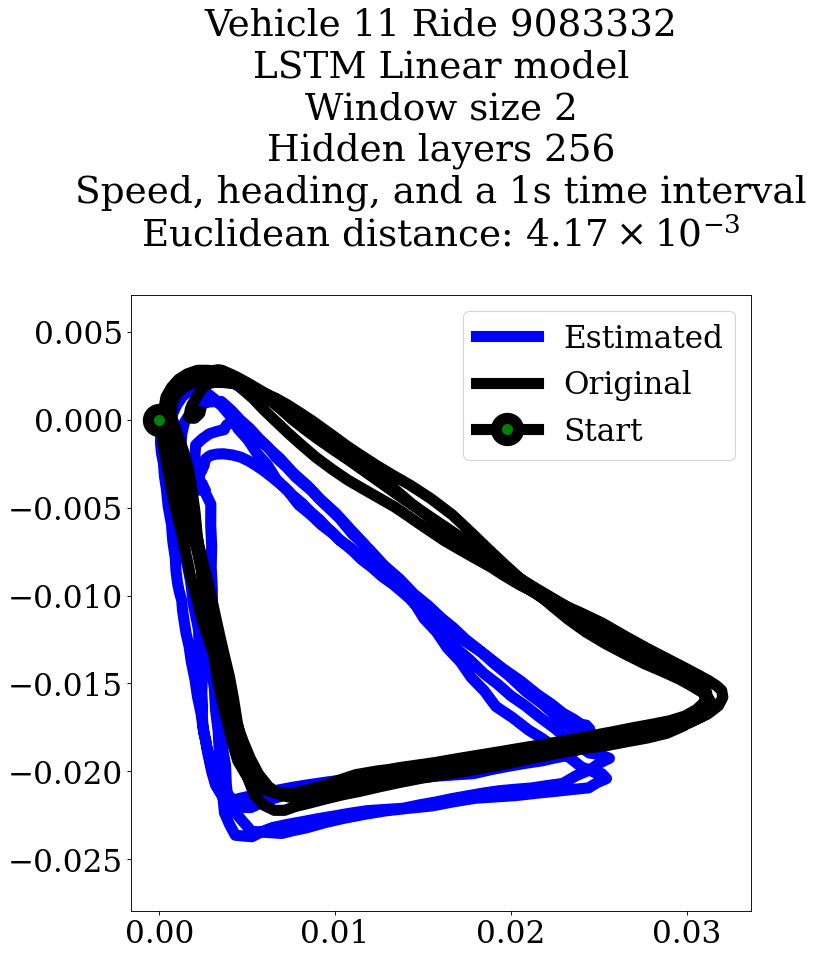 Vehicle 11 Ride 9083332
LSTM Linear model
Window size 2
Hidden layers 256
Speed, heading, and a 1s time interval
Euclidean distance: 4.17 × 10⁻³
Estimated
Original
Start
0.005
0.000
−0.005
−0.010
−0.015
−0.020
−0.025
0.00 0.01 0.02 0.03